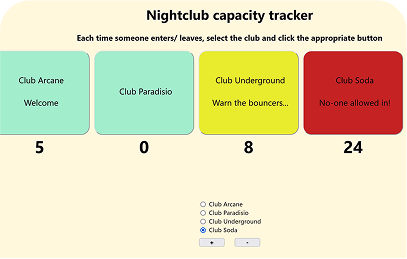 Nightclub capacity tracker
Each time someone enters/ leaves, select the club and click the appropriate button
Club Arcane
Welcome
Club Paradisio
Club Underground
Warn the bouncers...
Club Soda
No-one allowed in!
5
0
8
24
Club Arcane
Club Paradisio
Club Underground
Club Soda
+
-